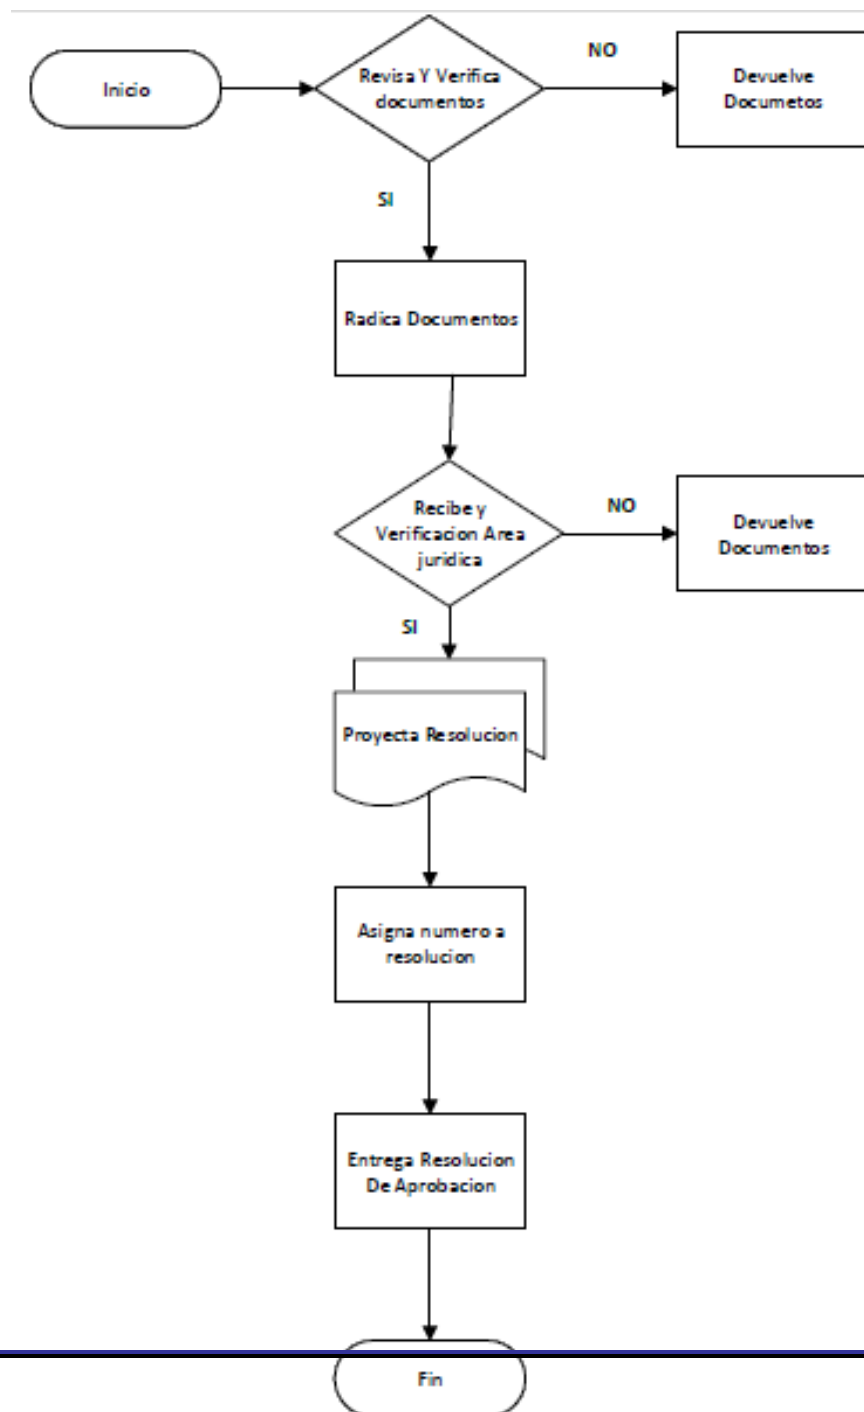 Inicio
Revisa Y Verifica
documentos
NO
Devuelve
Documetos
SI
Radica Documentos
Recibe y
Verificacion Area
juridica
NO
Devuelve
Documentos
SI
Proyecta Resolucion
Asigna numero a
resolucion
Entrega Resolucion
De Aprobacion
Fin